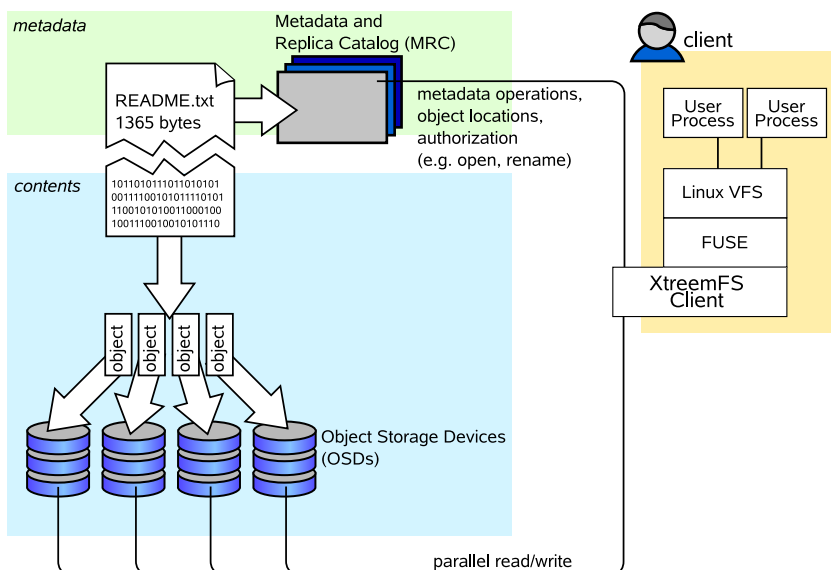 metadata
Metadata and
Replica Catalog (MRC)
README.txt
1365 bytes
metadata operations,
object locations,
authorization
(e.g. open, rename)
client
User
Process
User
Process
Linux VFS
FUSE
XtreemFS
Client
contents
1011010111011010101
0011110010101110101
1100101010011000100
1001110010010101110
object
object
object
object
Object Storage Devices
(OSDs)
parallel read/write